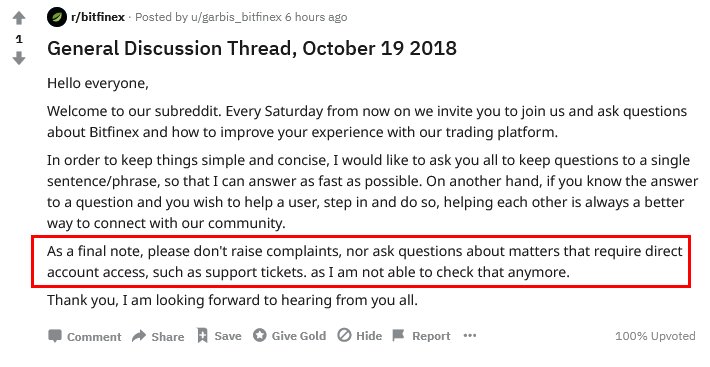 r/bitfinex · Posted by u/garbis_bitfinex 6 hours ago
1
General Discussion Thread, October 19 2018
Hello everyone,
Welcome to our subreddit. Every Saturday from now on we invite you to join us and ask questions
about Bitfinex and how to improve your experience with our trading platform.
In order to keep things simple and concise, I would like to ask you all to keep questions to a single
sentence/phrase, so that I can answer as fast as possible. On another hand, if you know the answer
to a question and you wish to help a user, step in and do so, helping each other is always a better
way to connect with our community.
As a final note, please don't raise complaints, nor ask questions about matters that require direct
account access, such as support tickets. as I am not able to check that anymore.
Thank you, I am looking forward to hearing from you all.
Comment Share Save Give Gold Hide Report ··· 100% Upvoted